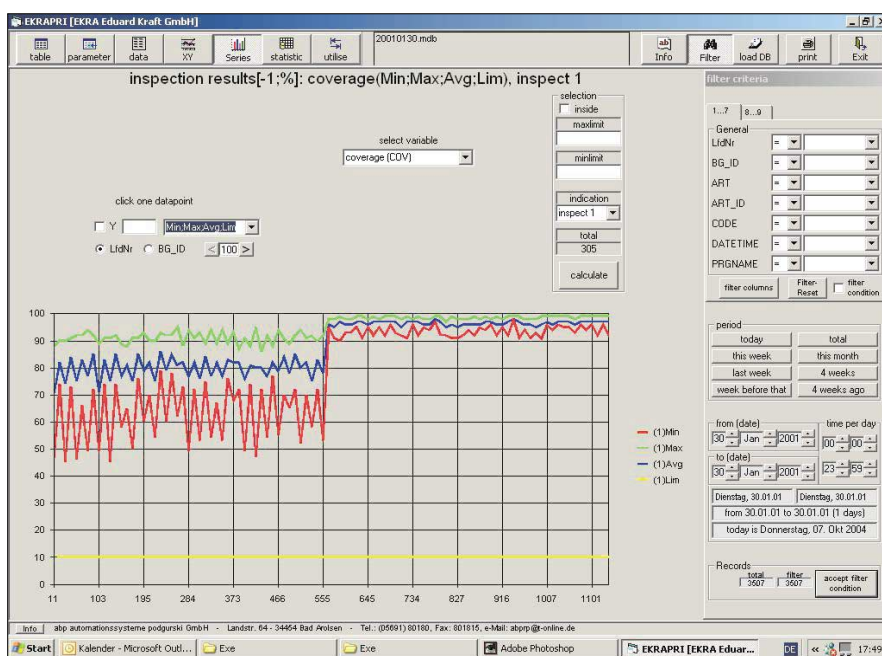 EKRAPRI [EKRA Eduard Kraft GmbH]
table parameter data XY Series statistic utilise
20010130.mdb
Info Filter load DB print Exit
inspection results[-1;%]: coverage(Min;Max;Avg;Lim), inspect 1
select variable
coverage (COV)
click one datapoint
Y
Min;Max;Avg;Lim
LfdNr BG_ID < 100 >
selection
inside
maxlimit
minlimit
indication
inspect 1
total
305
calculate
100
90
80
70
60
50
40
30
20
10
0
11 103 195 284 373 466 555 645 734 827 916 1007 1101
(1)Min
(1)Max
(1)Avg
(1)Lim
filter criteria
1...7 8...9
General
LfdNr =
BG_ID =
ART =
ART_ID =
CODE =
DATETIME =
PRGNAME =
filter columns
Filter-
Reset
filter
condition
period
today total
this week this month
last week 4 weeks
week before that 4 weeks ago
from (date) time per day
30 Jan 2001 00 00
to (date)
30 Jan 2001 23 59
Dienstag, 30.01.01 Dienstag, 30.01.01
from 30.01.01 to 30.01.01 (1 days)
today is Donnerstag, 07. Okt 2004
Records
total filter
3507 3507
accept filter
condition
Info abp automationssysteme podgurski GmbH - Landstr. 64 - 34454 Bad Arolsen - Tel.: (05691) 80180, Fax: 801815, e-Mail: abprp@t-online.de
Start Kalender - Microsoft Outl... Exe Exe Adobe Photoshop EKRAPRI [EKRA Eduar... DE « 17:49